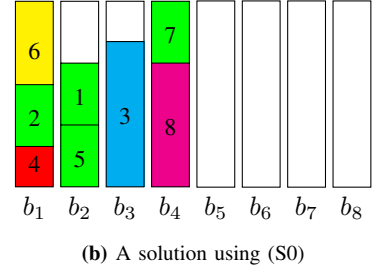 6 7
2 1 3
4 5 8
b₁ b₂ b₃ b₄ b₅ b₆ b₇ b₈
(b) A solution using (S0)